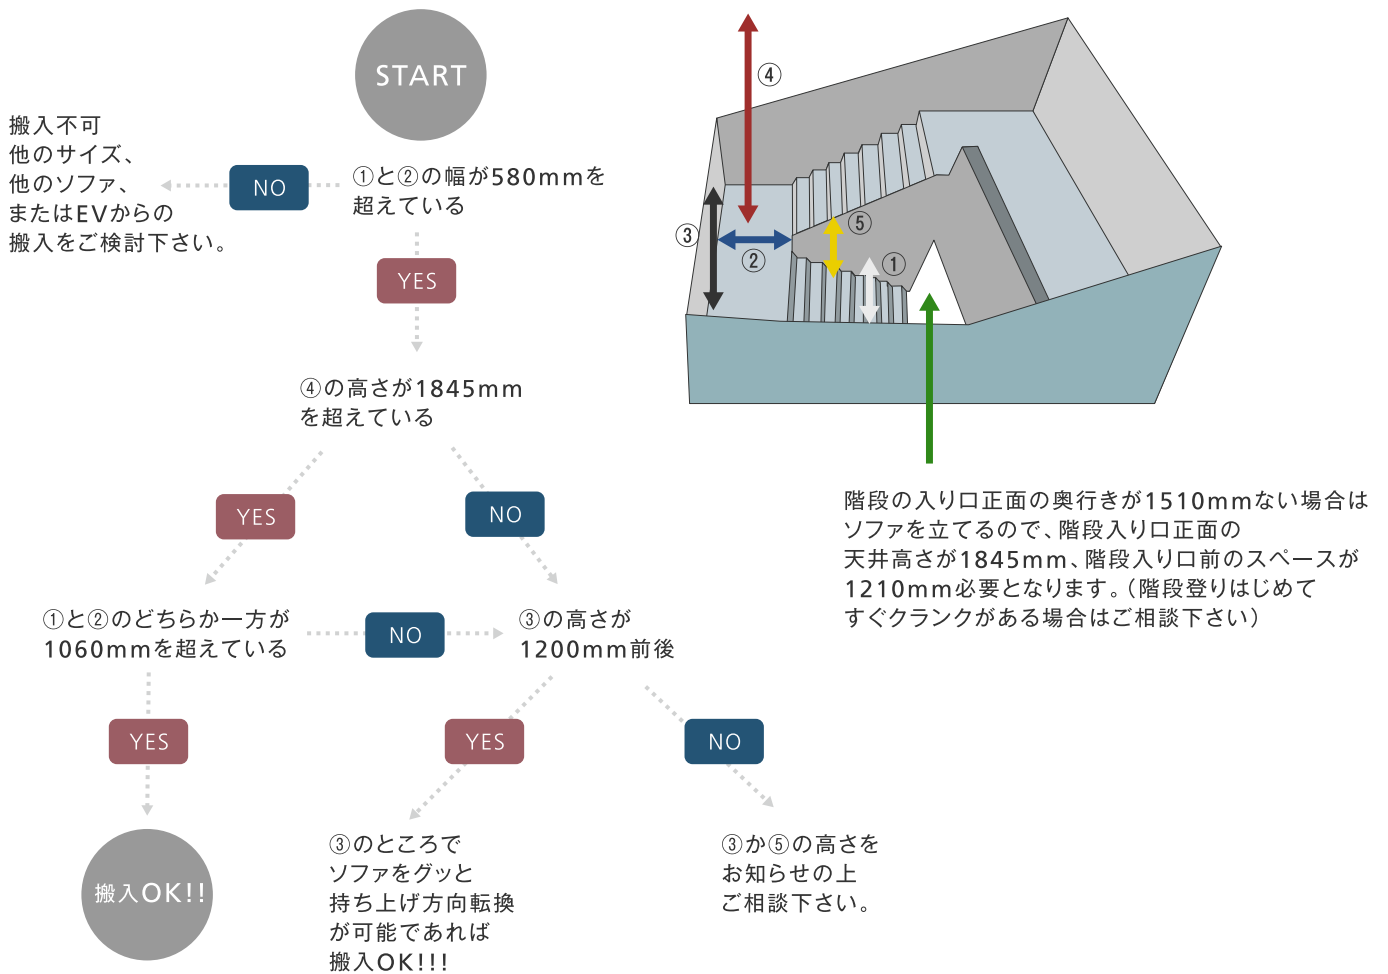 START
①と②の幅が580mmを
超えている
NO
搬入不可
他のサイズ、
他のソファ、
またはEVからの
搬入をご検討下さい。
YES
④の高さが1845mm
を超えている
YES
NO
①と②のどちらか一方が
1060mmを超えている
NO
③の高さが
1200mm前後
YES
搬入OK!!
YES
③のところで
ソファをグッと
持ち上げ方向転換
が可能であれば
搬入OK!!!
NO
③か⑤の高さを
お知らせの上
ご相談下さい。
④
③
②
⑤
①
階段の入り口正面の奥行きが1510mmない場合は
ソファを立てるので、階段入り口正面の
天井高さが1845mm、階段入り口前のスペースが
1210mm必要となります。（階段登りはじめて
すぐクランクがある場合はご相談下さい）